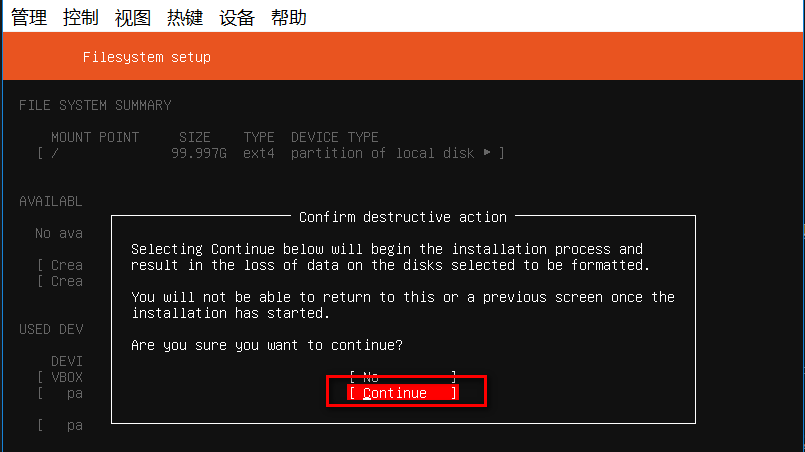 管理 控制 视图 热键 设备 帮助
Filesystem setup
FILE SYSTEM SUMMARY
MOUNT POINT SIZE TYPE DEVICE TYPE
[ / 99.997G ext4 partition of local disk ▸ ]
AVAILABL
No ava
[ Crea
[ Crea
USED DEV
DEVI
[ VBOX
[ pa
[ pa
Confirm destructive action
Selecting Continue below will begin the installation process and
result in the loss of data on the disks selected to be formatted.
You will not be able to return to this or a previous screen once the
installation has started.
Are you sure you want to continue?
[ No ]
[ Continue ]